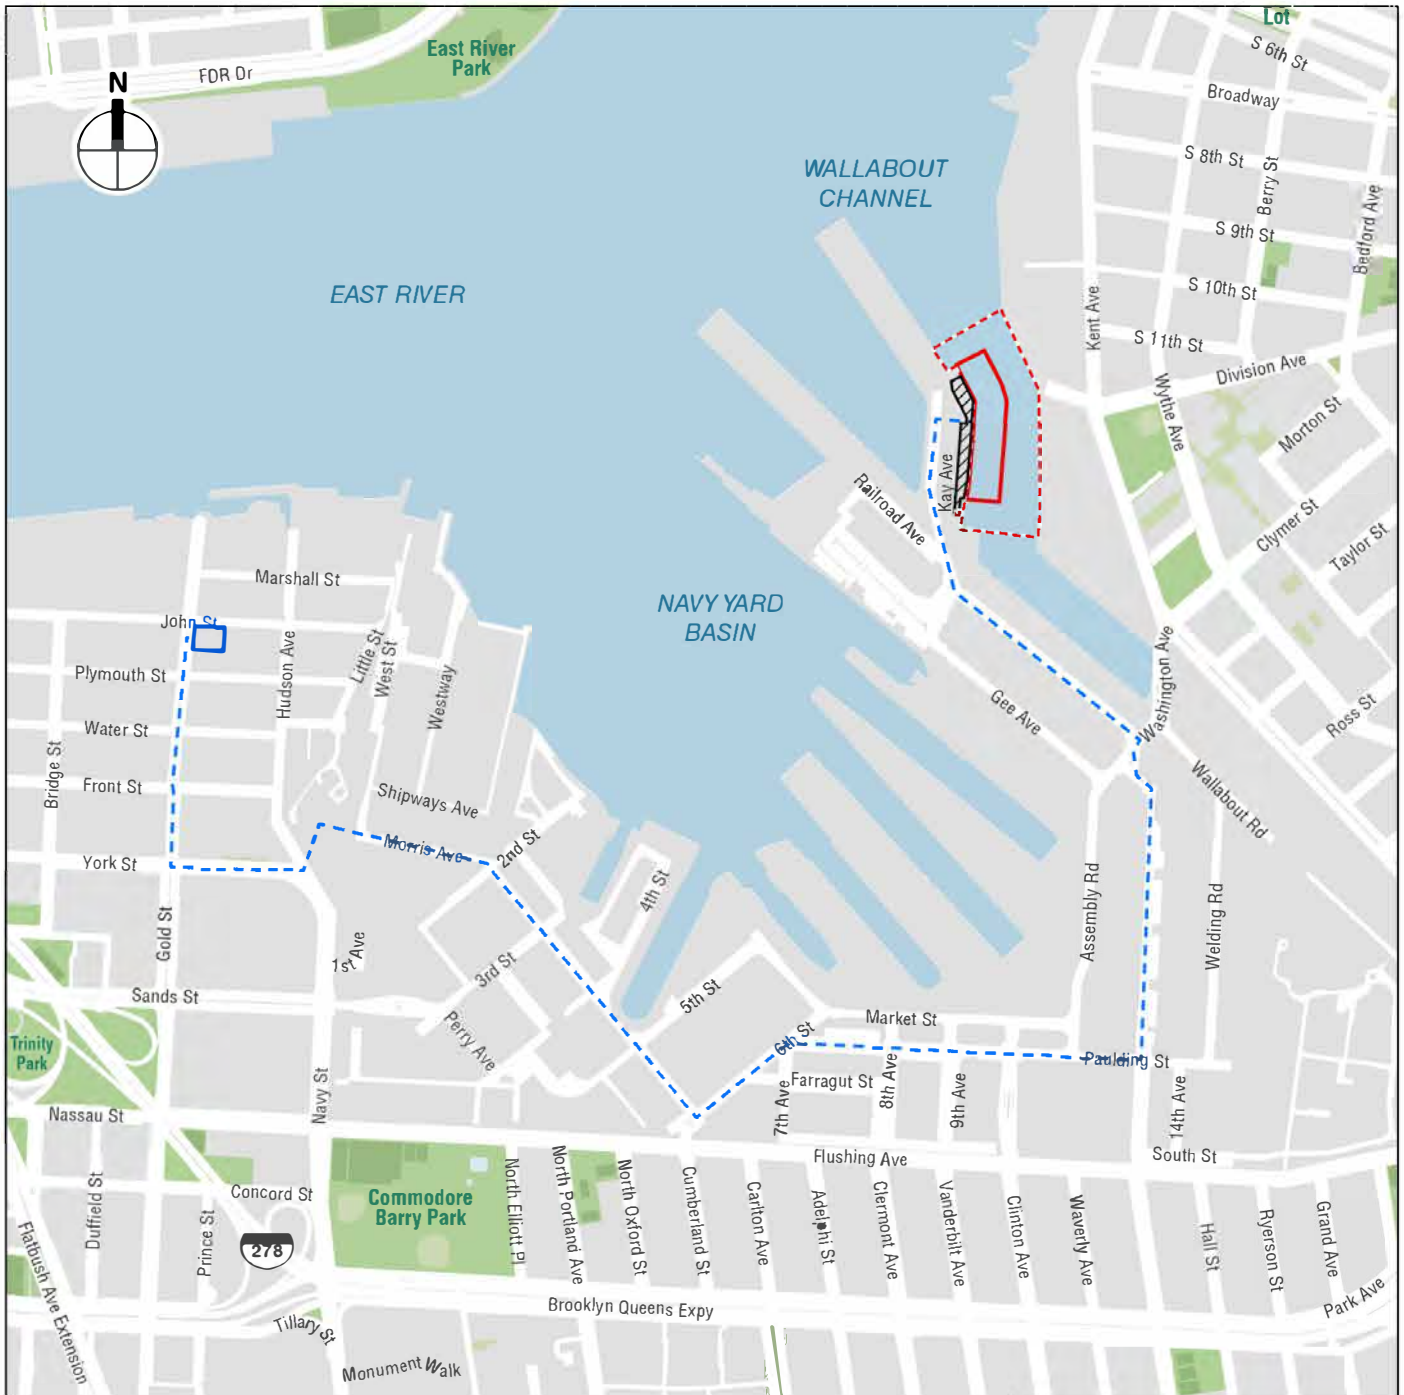 Lot
S 6th St
East River
Park
FDR Dr
N
Broadway
S 8th St
Berry St
WALLABOUT
CHANNEL
Bedford Ave
S 9th St
EAST RIVER
S 10th St
Kent Ave
S 11th St
Division Ave
Wythe Ave
Morton St
Kay Ave
Railroad Ave
Clymer St
Taylor St
Marshall St
NAVY YARD
BASIN
John St
Little St
West St
Hudson Ave
Plymouth St
Westway
Washington Ave
Gee Ave
Ross St
Water St
Bridge St
Front St
Shipways Ave
Wallabout Rd
Morris Ave
2nd St
York St
4th St
Assembly Rd
Welding Rd
Gold St
1st Ave
3rd St
5th St
Sands St
Perry Ave
Market St
6th St
Trinity
Park
Paulding St
Farragut St
8th Ave
7th Ave
9th Ave
14th Ave
Navy St
Nassau St
Flushing Ave
South St
Duffield St
Concord St
Commodore
Barry Park
North Elliott Pl
North Portland Ave
North Oxford St
Cumberland St
Carlton Ave
Adelphi St
Clermont Ave
Vanderbilt Ave
Clinton Ave
Waverly Ave
Hall St
Ryerson St
Grand Ave
Prince St
278
Flatbush Ave Extension
Brooklyn Queens Expy
Park Ave
Tillary St
Monument Walk